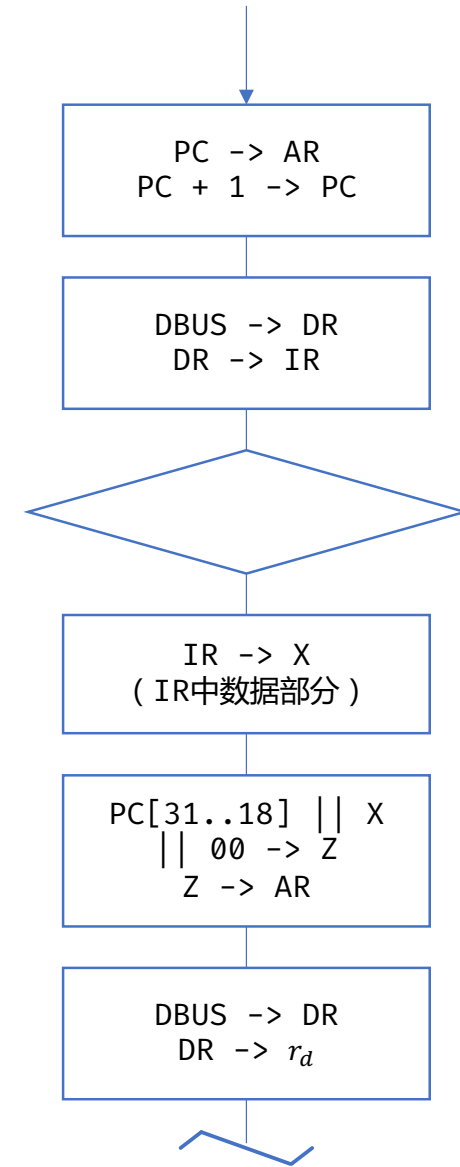 PC -> AR
PC + 1 -> PC
DBUS -> DR
DR -> IR
IR -> X
(IR中数据部分)
PC[31..18] || X
|| 00 -> Z
Z -> AR
DBUS -> DR
DR -> r_d